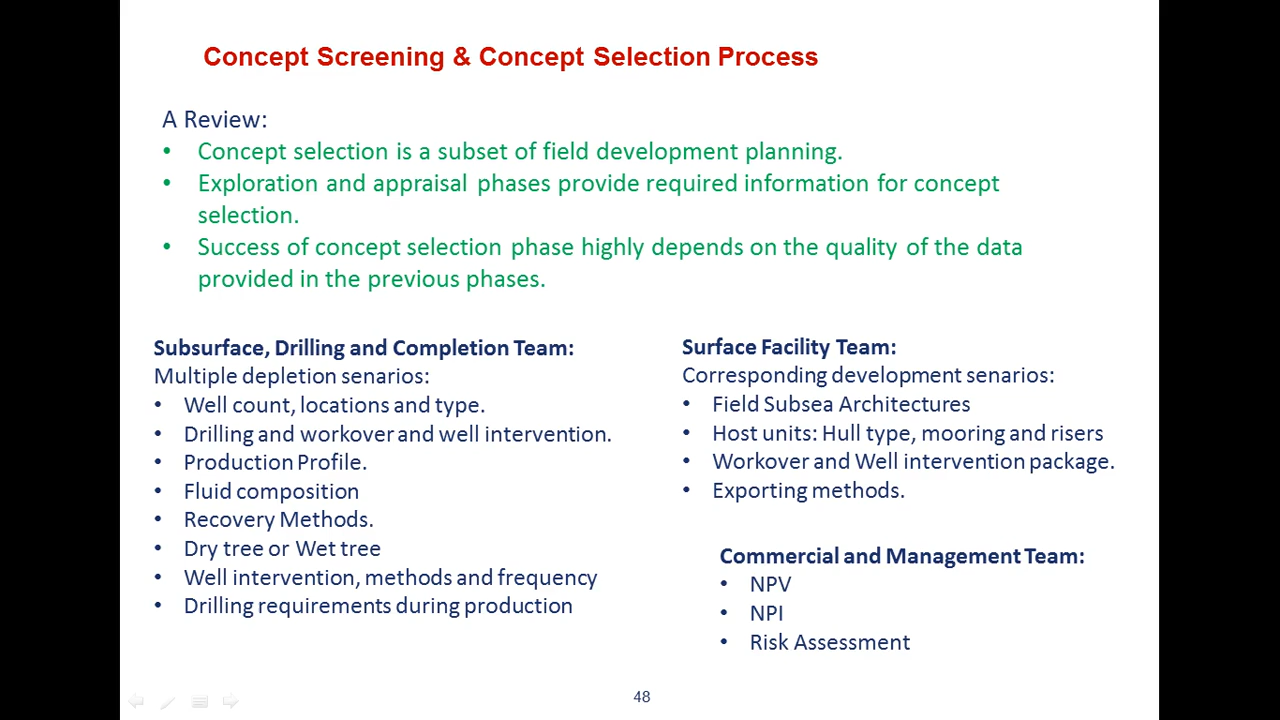 Concept Screening & Concept Selection Process
A Review:
• Concept selection is a subset of field development planning.
• Exploration and appraisal phases provide required information for concept
selection.
• Success of concept selection phase highly depends on the quality of the data
provided in the previous phases.
Subsurface, Drilling and Completion Team:
Multiple depletion senarios:
• Well count, locations and type.
• Drilling and workover and well intervention.
• Production Profile.
• Fluid composition
• Recovery Methods.
• Dry tree or Wet tree
• Well intervention, methods and frequency
• Drilling requirements during production
Surface Facility Team:
Corresponding development senarios:
• Field Subsea Architectures
• Host units: Hull type, mooring and risers
• Workover and Well intervention package.
• Exporting methods.
Commercial and Management Team:
• NPV
• NPI
• Risk Assessment
48